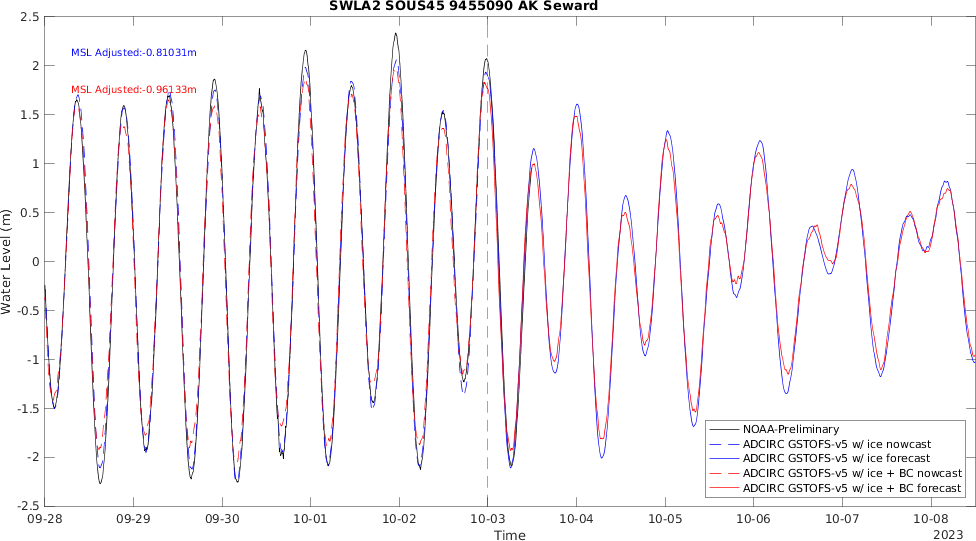 SWLA2 SOUS45 9455090 AK Seward
MSL Adjusted:-0.81031m
MSL Adjusted:-0.96133m
Water Level (m)
2.5
2
1.5
1
0.5
0
-0.5
-1
-1.5
-2
-2.5
NOAA-Preliminary
ADCIRC GSTOFS-v5 w/ ice nowcast
ADCIRC GSTOFS-v5 w/ ice forecast
ADCIRC GSTOFS-v5 w/ ice + BC nowcast
ADCIRC GSTOFS-v5 w/ ice + BC forecast
09-28 09-29 09-30 10-01 10-02 10-03 10-04 10-05 10-06 10-07 10-08
2023
Time